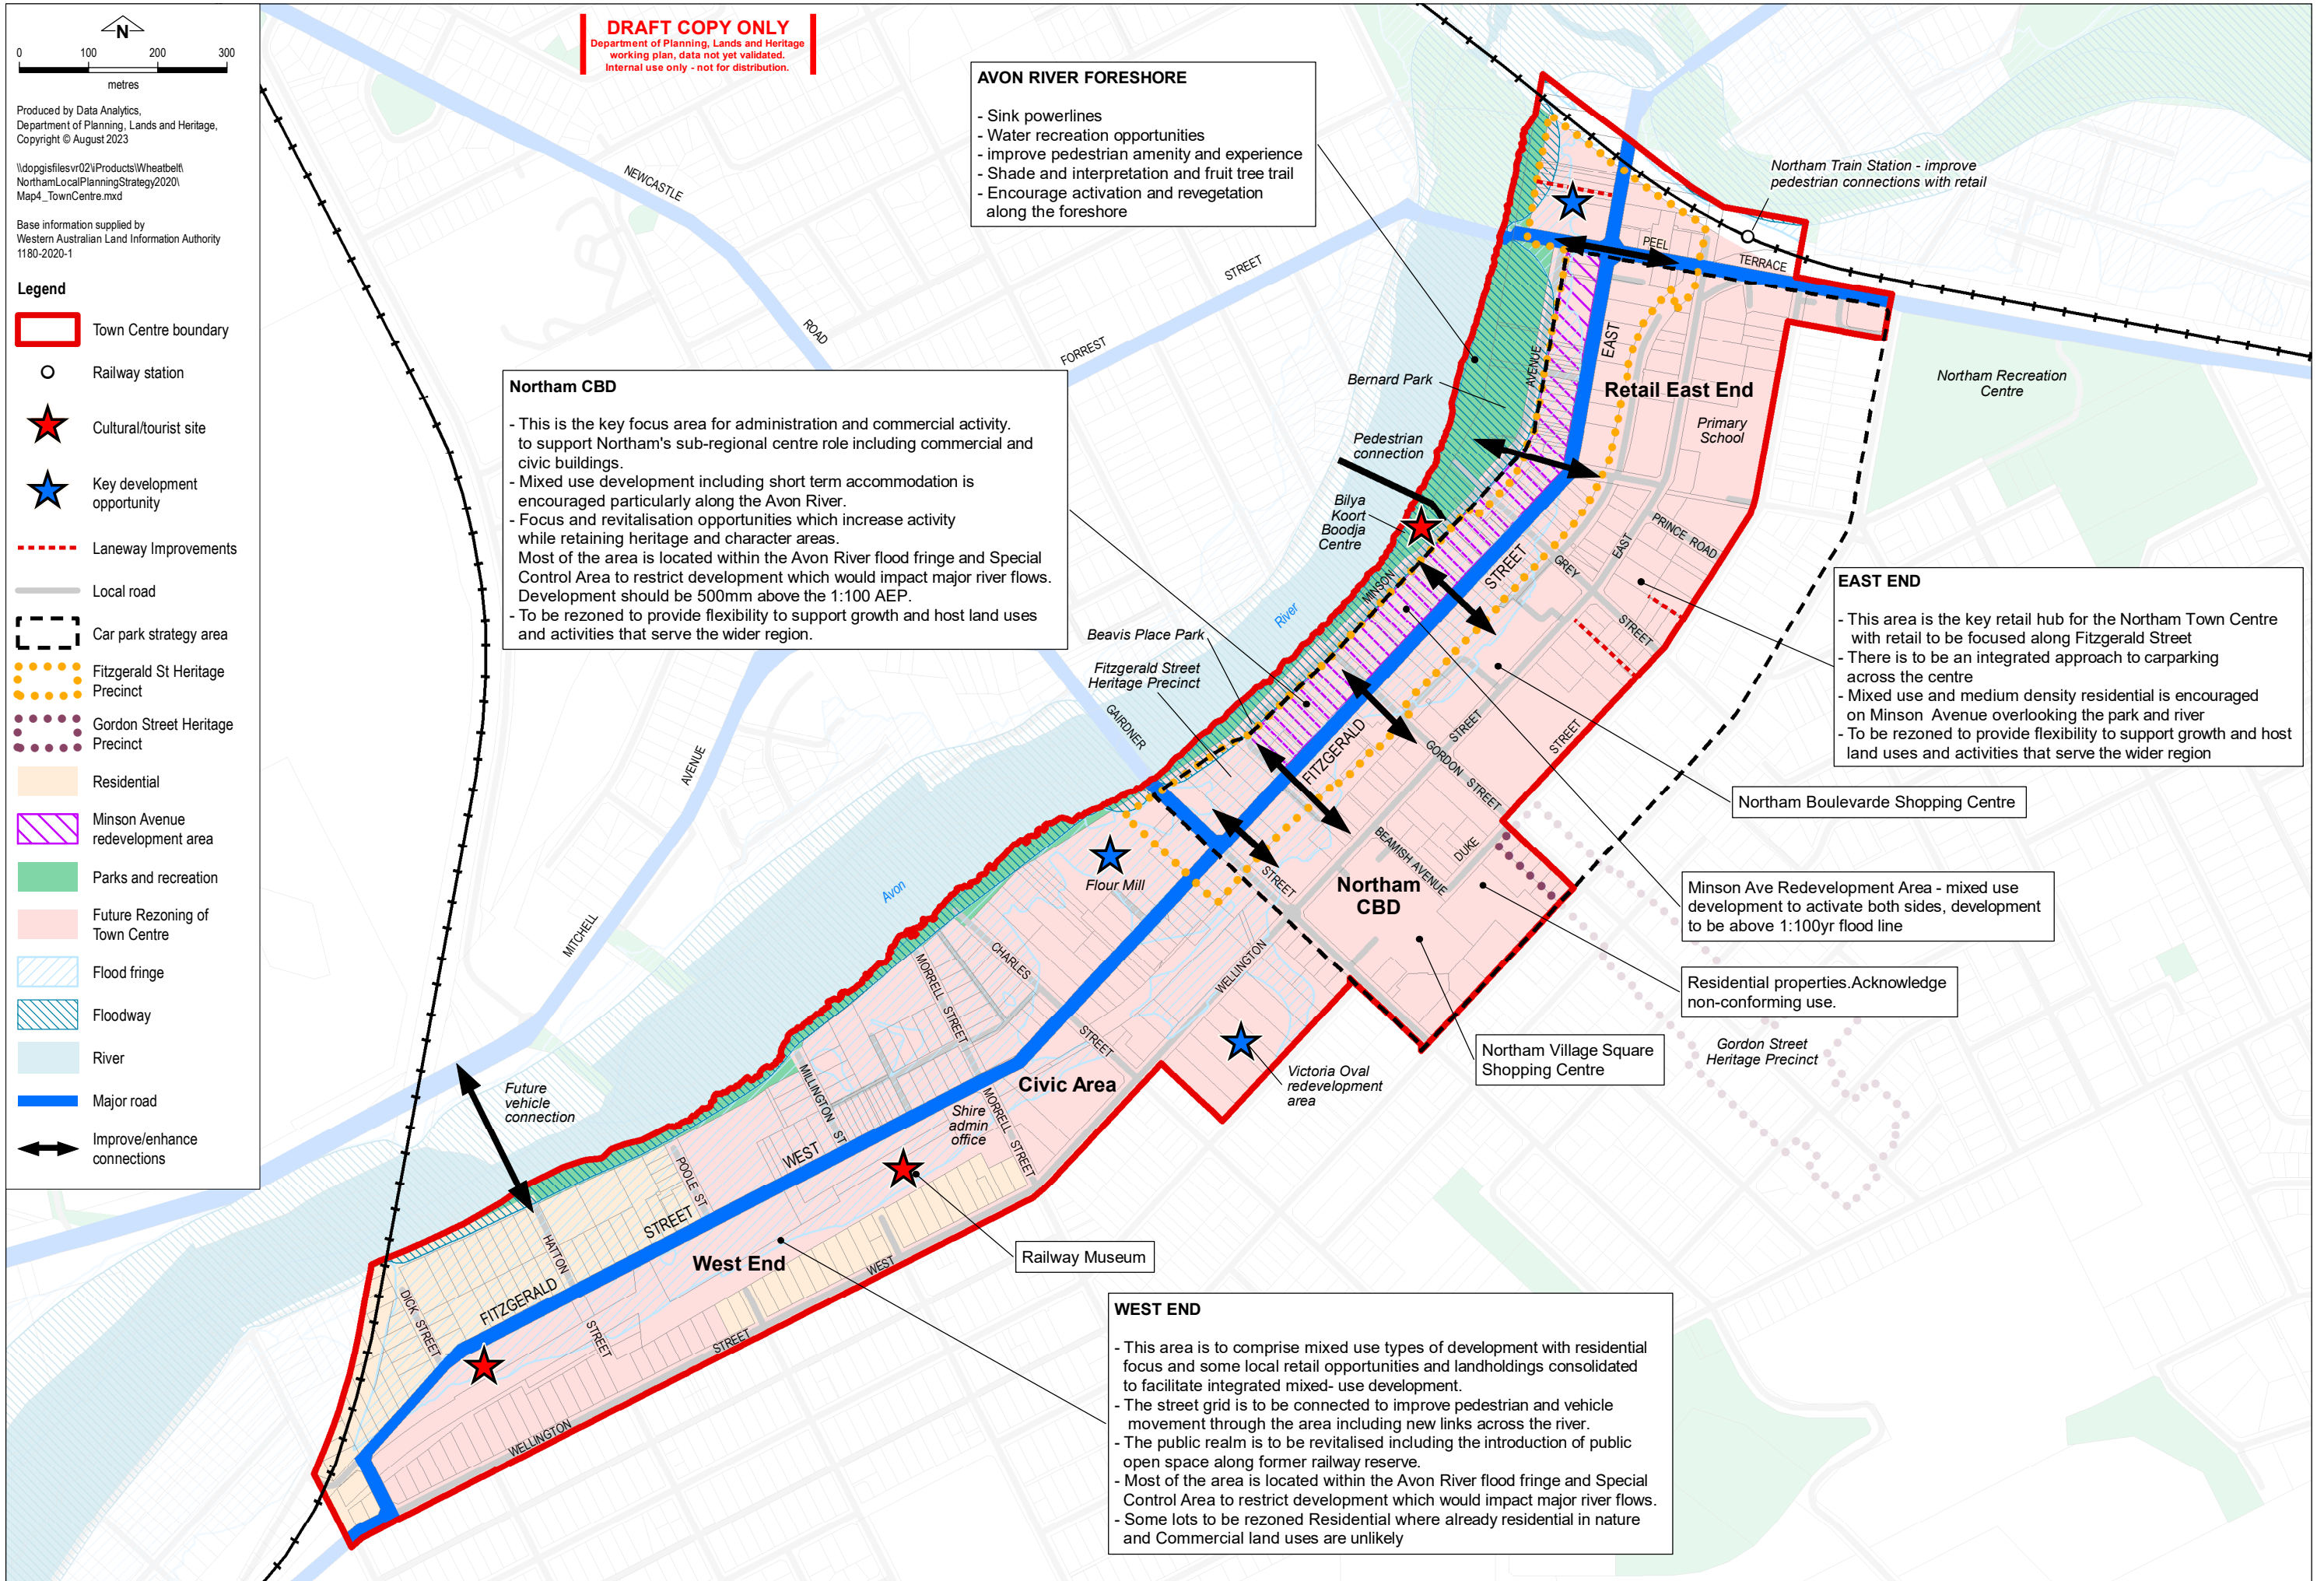 N
0 100 200 300
metres
Produced by Data Analytics,
Department of Planning, Lands and Heritage,
Copyright © August 2023
\\dopgisfilesvr02\iProducts\Wheatbelt\
NorthamLocalPlanningStrategy2020\
Map4_TownCentre.mxd
Base information supplied by
Western Australian Land Information Authority
1180-2020-1
Legend
Town Centre boundary
Railway station
Cultural/tourist site
Key development
opportunity
Laneway Improvements
Local road
Car park strategy area
Fitzgerald St Heritage
Precinct
Gordon Street Heritage
Precinct
Residential
Minson Avenue
redevelopment area
Parks and recreation
Future Rezoning of
Town Centre
Flood fringe
Floodway
River
Major road
Improve/enhance
connections
DRAFT COPY ONLY
Department of Planning, Lands and Heritage
working plan, data not yet validated.
Internal use only - not for distribution.
AVON RIVER FORESHORE
- Sink powerlines
- Water recreation opportunities
- improve pedestrian amenity and experience
- Shade and interpretation and fruit tree trail
- Encourage activation and revegetation
along the foreshore
Northam Train Station - improve
pedestrian connections with retail
NEWCASTLE
ROAD
FORREST
STREET
PEEL
TERRACE
EAST
AVENUE
Retail East End
Bernard Park
Primary
School
Northam Recreation
Centre
Northam CBD
- This is the key focus area for administration and commercial activity.
to support Northam's sub-regional centre role including commercial and
civic buildings.
- Mixed use development including short term accommodation is
encouraged particularly along the Avon River.
- Focus and revitalisation opportunities which increase activity
while retaining heritage and character areas.
Most of the area is located within the Avon River flood fringe and Special
Control Area to restrict development which would impact major river flows.
Development should be 500mm above the 1:100 AEP.
- To be rezoned to provide flexibility to support growth and host land uses
and activities that serve the wider region.
Pedestrian
connection
Bilya
Koort
Boodja
Centre
PRINCE ROAD
EAST
GREY
STREET
STREET
MINSON
River
Beavis Place Park
Fitzgerald Street
Heritage Precinct
EAST END
- This area is the key retail hub for the Northam Town Centre
with retail to be focused along Fitzgerald Street
- There is to be an integrated approach to carparking
across the centre
- Mixed use and medium density residential is encouraged
on Minson Avenue overlooking the park and river
- To be rezoned to provide flexibility to support growth and host
land uses and activities that serve the wider region
GAIRDNER
AVENUE
MITCHELL
FITZGERALD
STREET
STREET
GORDON STREET
Northam Boulevarde Shopping Centre
BEAMISH AVENUE
DUKE
STREET
Flour Mill
Avon
Northam
CBD
Minson Ave Redevelopment Area - mixed use
development to activate both sides, development
to be above 1:100yr flood line
Residential properties.Acknowledge
non-conforming use.
WELLINGTON
CHARLES
STREET
MORRELL STREET
Northam Village Square
Shopping Centre
Gordon Street
Heritage Precinct
Victoria Oval
redevelopment
area
Civic Area
Future
vehicle
connection
MILLINGTON ST
Shire
admin
office
MORRELL STREET
WEST
POOLE ST
STREET
West End
Railway Museum
HATTON
STREET
DICK STREET
FITZGERALD
WEST
STREET
WELLINGTON
WEST END
- This area is to comprise mixed use types of development with residential
focus and some local retail opportunities and landholdings consolidated
to facilitate integrated mixed- use development.
- The street grid is to be connected to improve pedestrian and vehicle
movement through the area including new links across the river.
- The public realm is to be revitalised including the introduction of public
open space along former railway reserve.
- Most of the area is located within the Avon River flood fringe and Special
Control Area to restrict development which would impact major river flows.
- Some lots to be rezoned Residential where already residential in nature
and Commercial land uses are unlikely